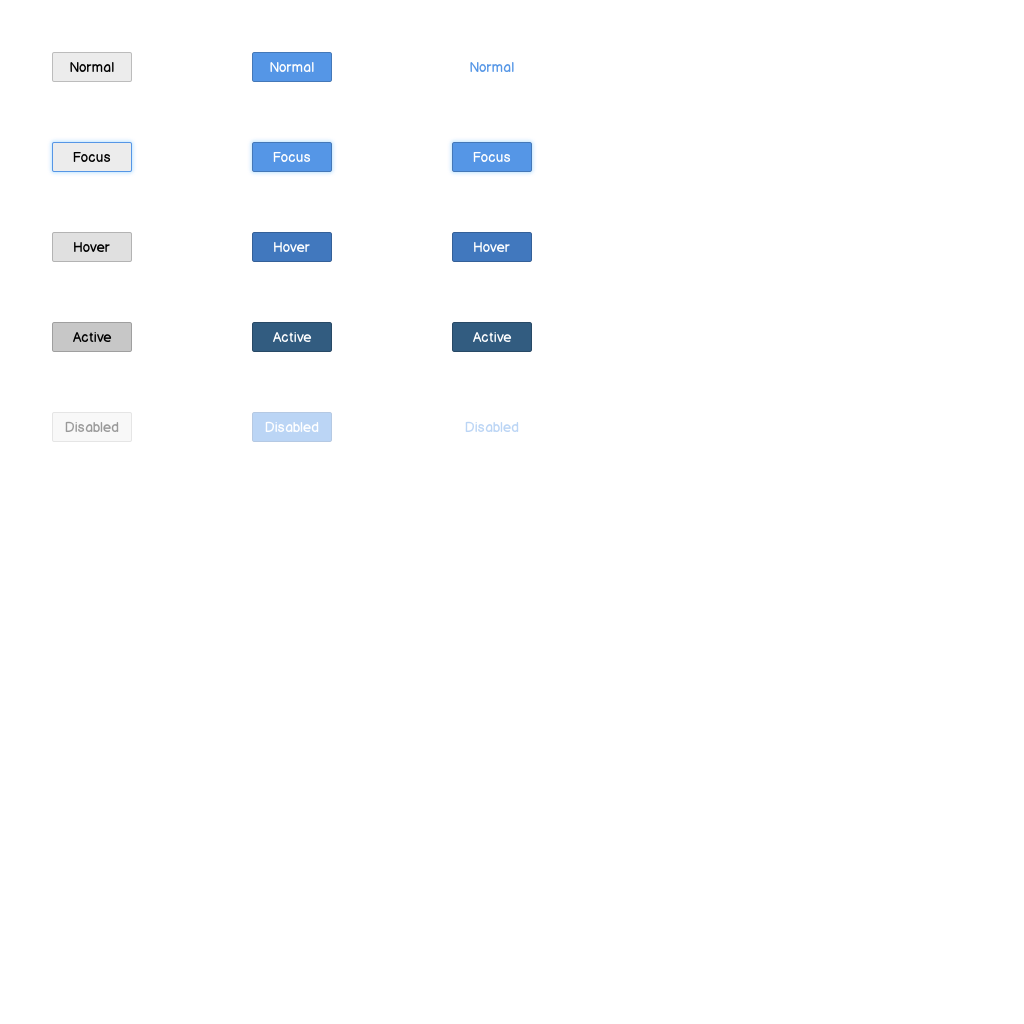 Normal Normal Normal
Focus Focus Focus
Hover Hover Hover
Active Active Active
Disabled Disabled Disabled